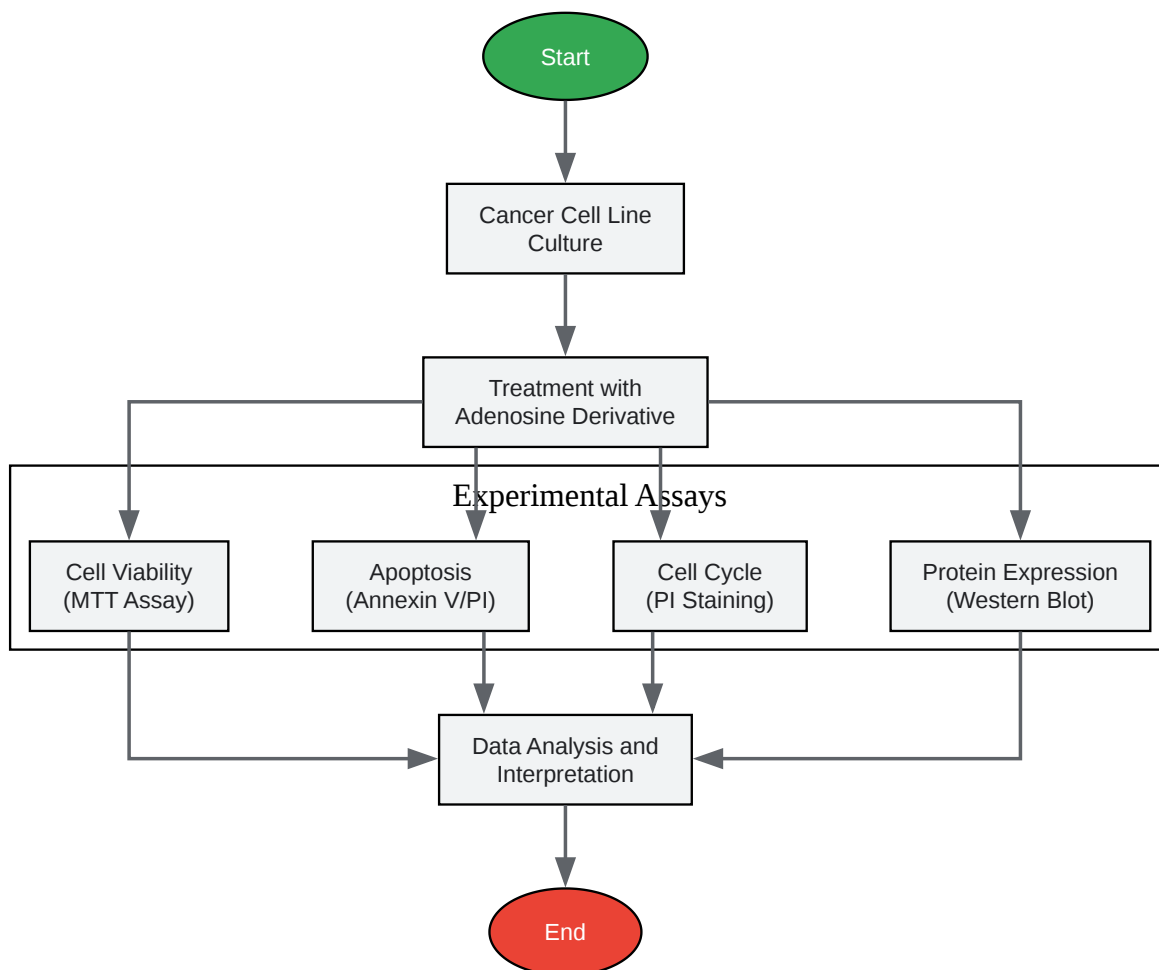 Start
Cancer Cell Line
Culture
Treatment with
Adenosine Derivative
Experimental Assays
Cell Viability
(MTT Assay)
Apoptosis
(Annexin V/PI)
Cell Cycle
(PI Staining)
Protein Expression
(Western Blot)
Data Analysis and
Interpretation
End